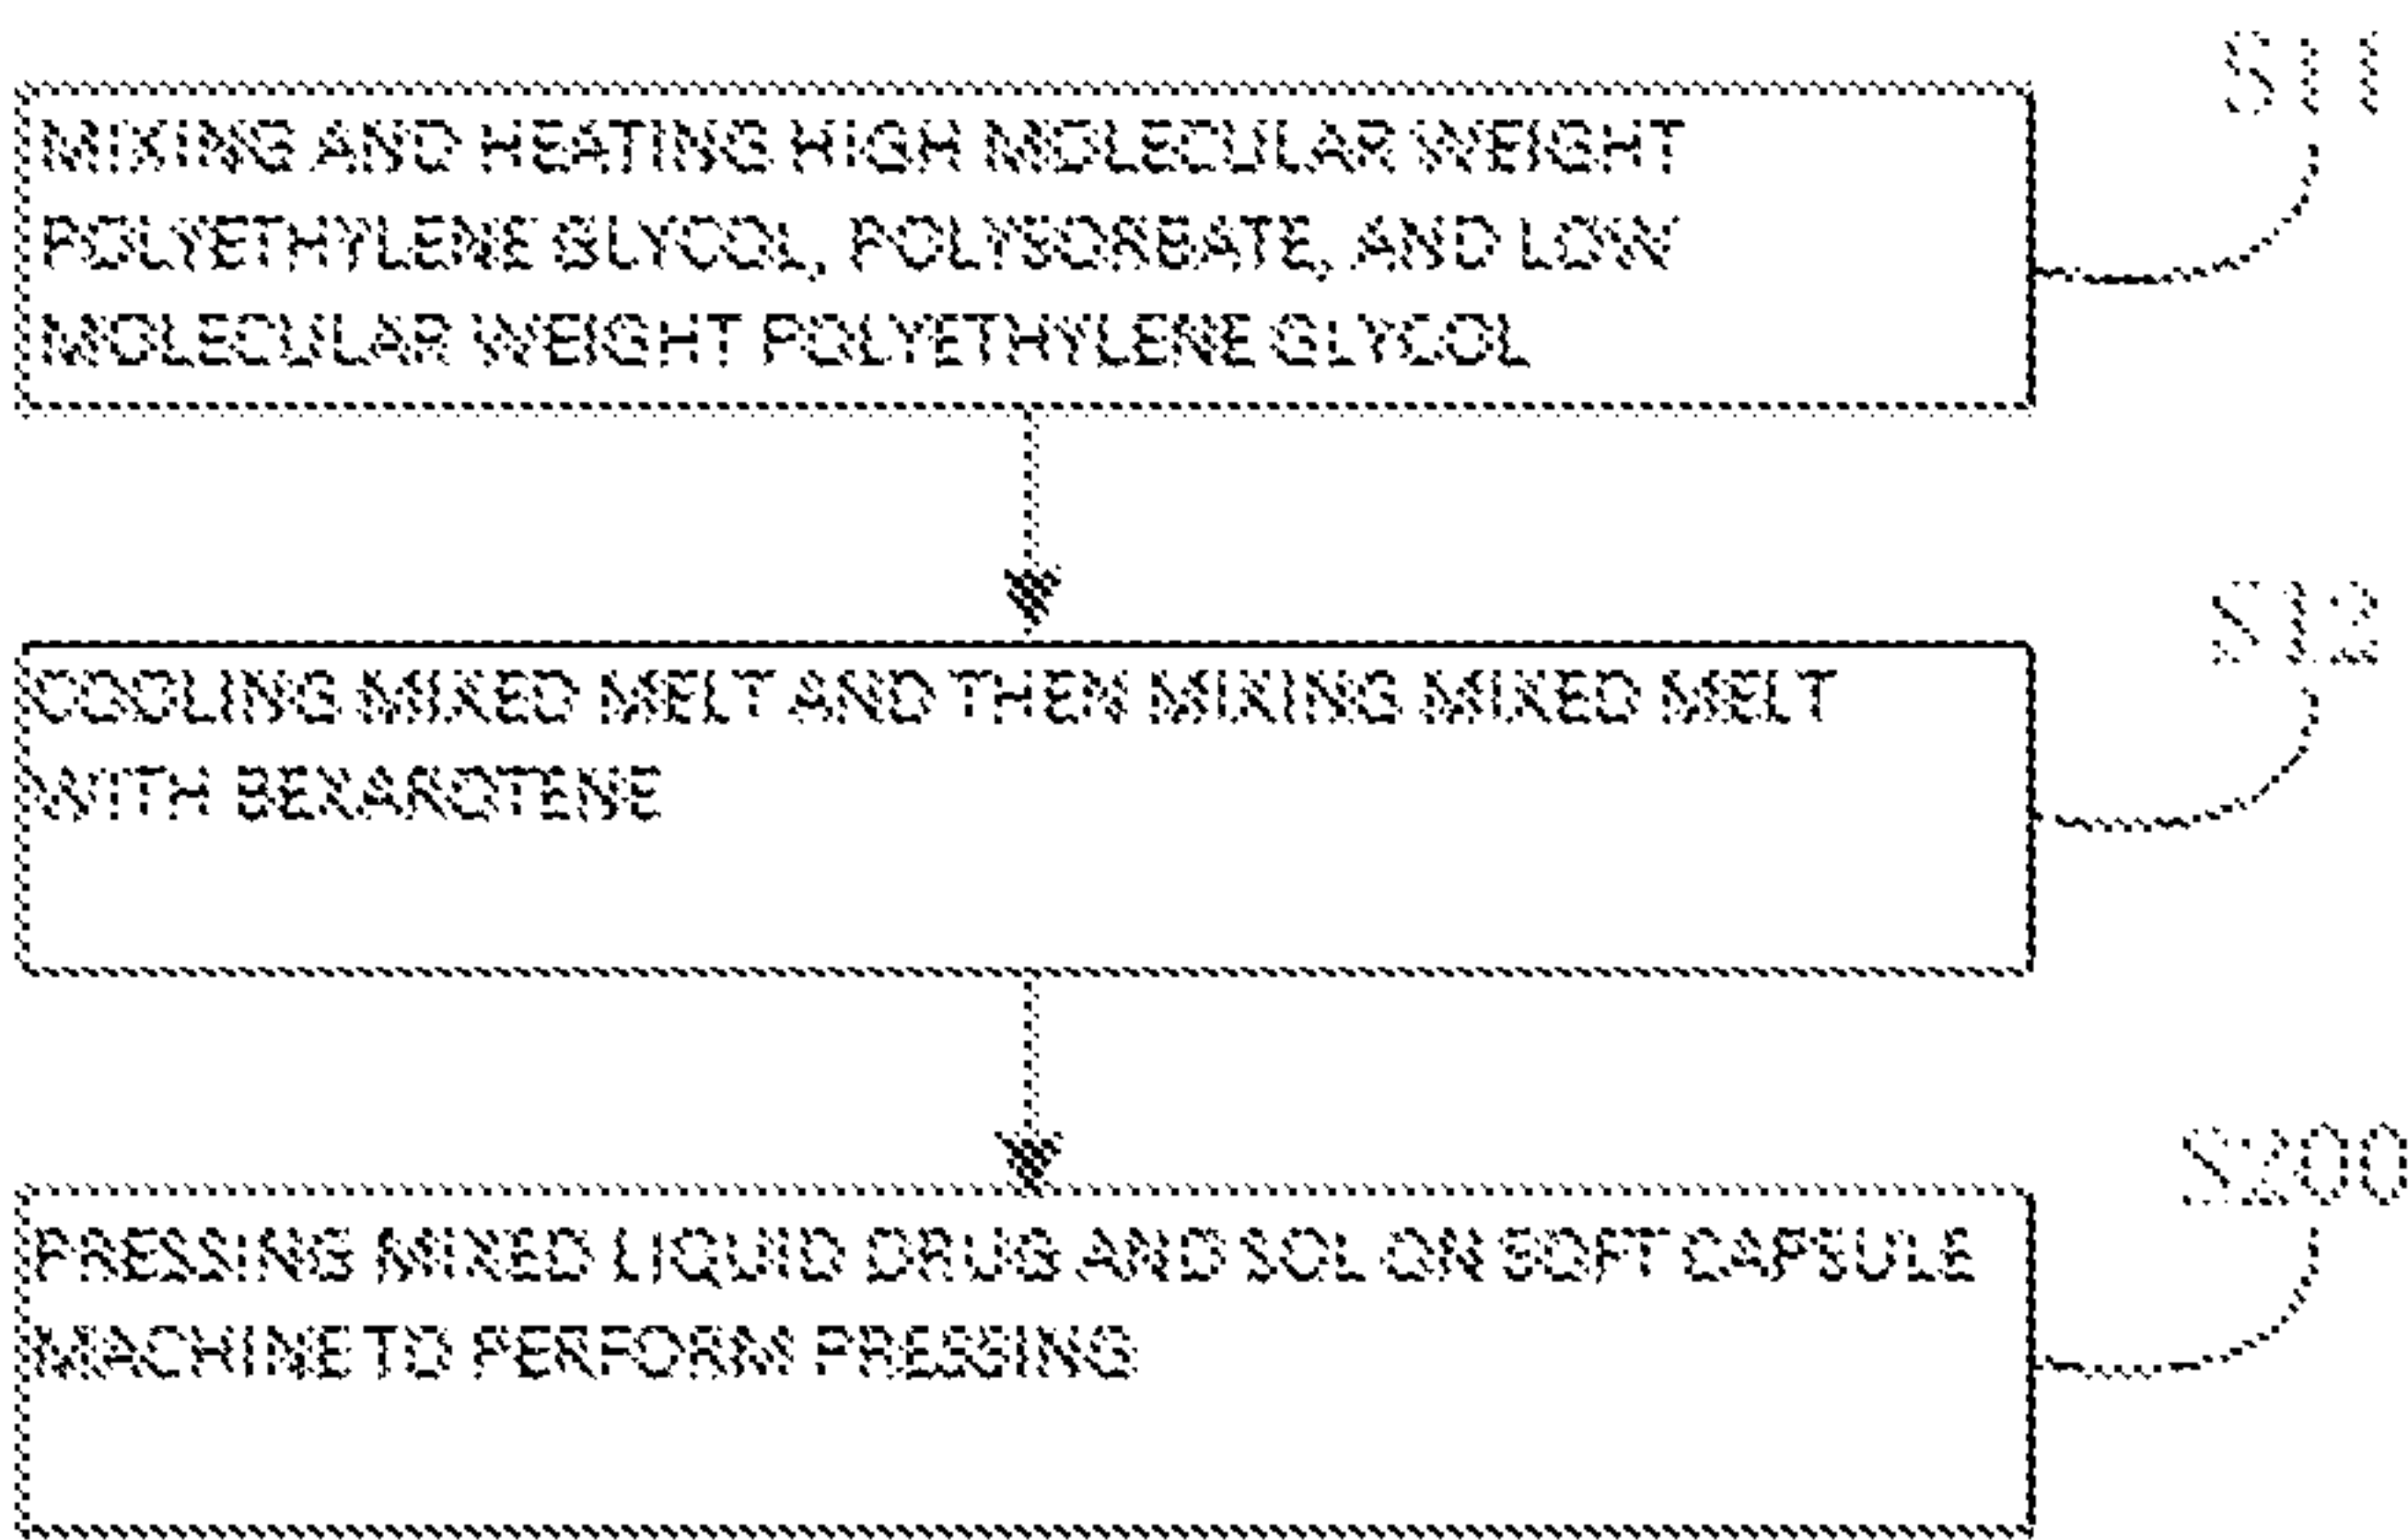 S11
MIXING AND HEATING HIGH MOLECULAR WEIGHT
POLYETHYLENE GLYCOL, POLYSORBATE, AND LOW
MOLECULAR WEIGHT POLYETHYLENE GLYCOL
S12
COOLING MIXED MELT AND THEN MIXING MIXED MELT
WITH BEXAROTENE
S200
PRESSING MIXED LIQUID DRUG AND SOL ON SOFT CAPSULE
MACHINE TO PERFORM PRESSING